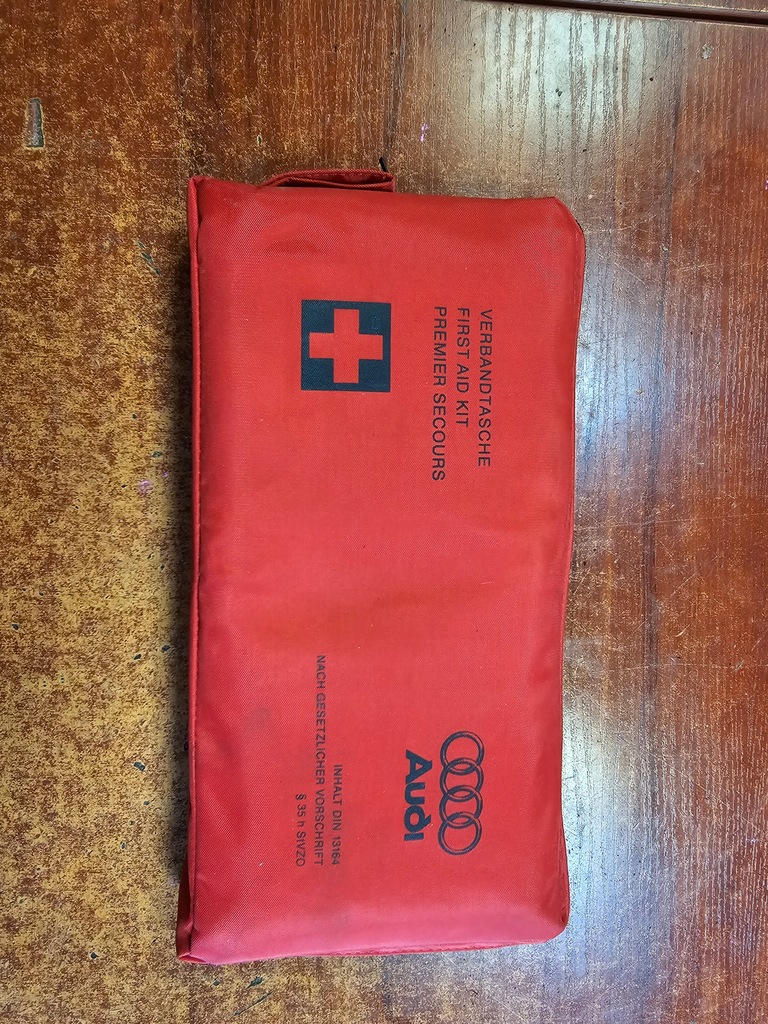 VERBANDTASCHE
FIRST AID KIT
PREMIER SECOURS
Audi
INHALT DIN 13164
NACH GESETZLICHER VORSCHRIFT
§ 35 h StVZO